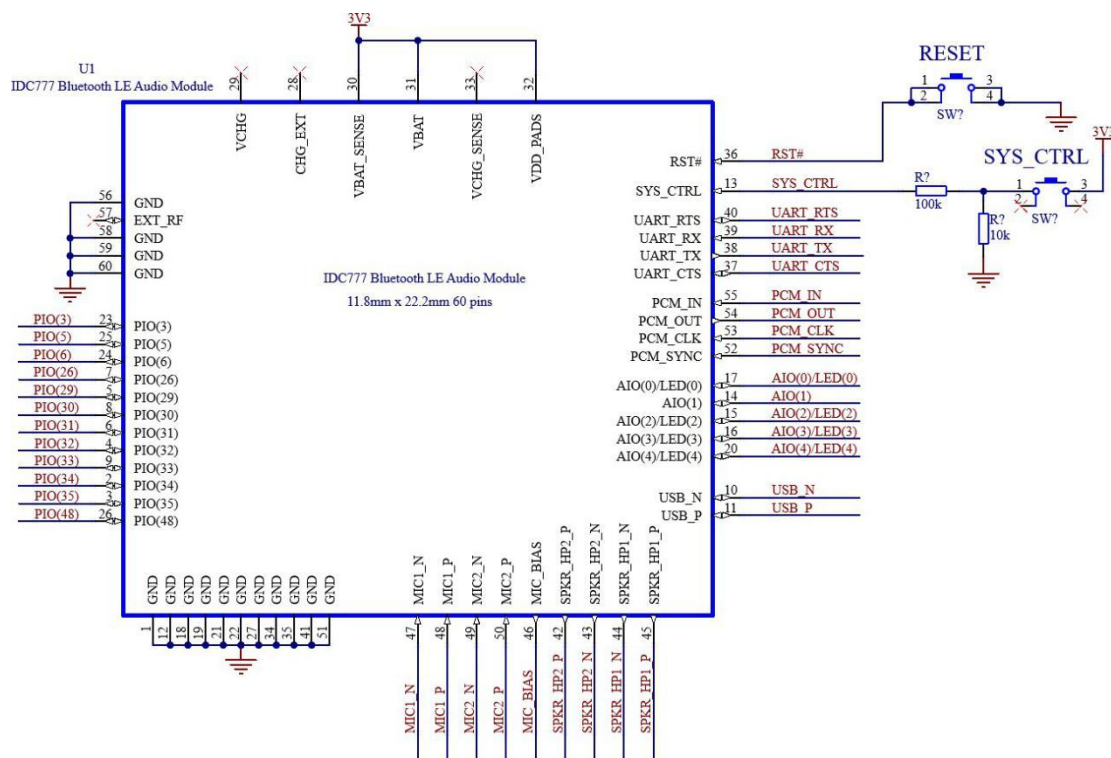 3V3
U1
IDC777 Bluetooth LE Audio Module
29
28
30
31
33
32
VCHG
CHG_EXT
VBAT_SENSE
VBAT
VCHG_SENSE
VDD_PADS
RESET
1
2
3
4
SW?
RST# 36 RST#
3V3
SYS_CTRL
SYS_CTRL 13 SYS_CTRL
R?
100k
R?
10k
1
2
3
4
SW?
56 GND
57 EXT_RF
58 GND
59 GND
60 GND
UART_RTS 40 UART_RTS
UART_RX 39 UART_RX
UART_TX 38 UART_TX
UART_CTS 37 UART_CTS
IDC777 Bluetooth LE Audio Module
11.8mm x 22.2mm 60 pins
PCM_IN 55 PCM_IN
PCM_OUT 54 PCM_OUT
PCM_CLK 53 PCM_CLK
PCM_SYNC 52 PCM_SYNC
PIO(3) 23 PIO(3)
PIO(5) 25 PIO(5)
PIO(6) 24 PIO(6)
PIO(26) 7 PIO(26)
PIO(29) 5 PIO(29)
PIO(30) 8 PIO(30)
PIO(31) 6 PIO(31)
PIO(32) 4 PIO(32)
PIO(33) 9 PIO(33)
PIO(34) 2 PIO(34)
PIO(35) 3 PIO(35)
PIO(48) 26 PIO(48)
AIO(0)/LED(0) 17 AIO(0)/LED(0)
AIO(1) 14 AIO(1)
AIO(2)/LED(2) 15 AIO(2)/LED(2)
AIO(3)/LED(3) 16 AIO(3)/LED(3)
AIO(4)/LED(4) 20 AIO(4)/LED(4)
USB_N 10 USB_N
USB_P 11 USB_P
GND
GND
GND
GND
GND
GND
GND
GND
GND
GND
GND
1
12
18
19
21
22
27
34
35
41
51
MIC1_N
MIC1_P
MIC2_N
MIC2_P
MIC_BIAS
SPKR_HP2_P
SPKR_HP2_N
SPKR_HP1_N
SPKR_HP1_P
47
48
49
50
46
42
43
44
45
MIC1_N
MIC1_P
MIC2_N
MIC2_P
MIC_BIAS
SPKR_HP2_P
SPKR_HP2_N
SPKR_HP1_N
SPKR_HP1_P